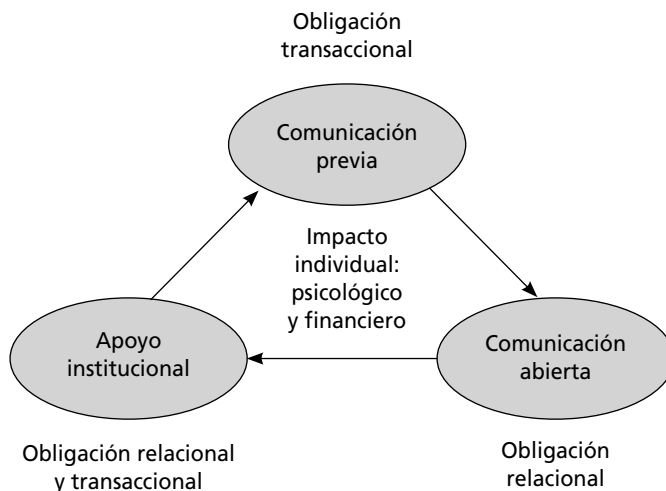 Obligación
transaccional
Comunicación
previa
Impacto
individual:
psicológico
y financiero
Apoyo
institucional
Comunicación
abierta
Obligación relacional
y transaccional
Obligación
relacional